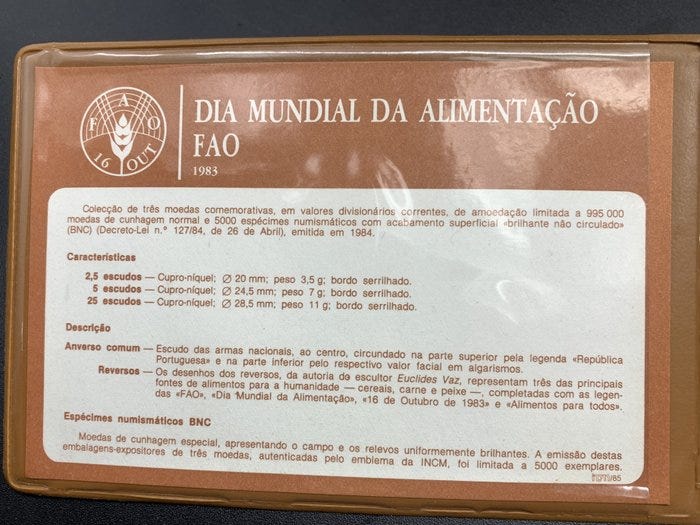 F A O
16 OUT
DIA MUNDIAL DA ALIMENTAÇÃO
FAO
1983
Colecção de três moedas comemorativas, em valores divisionários correntes, de amoedação limitada a 995 000
moedas de cunhagem normal e 5000 espécimes numismáticos com acabamento superficial «brilhante não circulado»
(BNC) (Decreto-Lei n.º 127/84, de 26 de Abril), emitida em 1984.
Características
2,5 escudos — Cupro-níquel; Ø 20 mm; peso 3,5 g; bordo serrilhado.
5 escudos — Cupro-níquel; Ø 24,5 mm; peso 7 g; bordo serrilhado.
25 escudos — Cupro-níquel; Ø 28,5 mm; peso 11 g; bordo serrilhado.
Descrição
Anverso comum — Escudo das armas nacionais, ao centro, circundado na parte superior pela legenda «República
Portuguesa» e na parte inferior pelo respectivo valor facial em algarismos.
Reversos — Os desenhos dos reversos, da autoria do escultor Euclides Vaz, representam três das principais
fontes de alimentos para a humanidade — cereais, carne e peixe —, completadas com as legen-
das «FAO», «Dia Mundial da Alimentação», «16 de Outubro de 1983» e «Alimentos para todos».
Espécimes numismáticos BNC
Moedas de cunhagem especial, apresentando o campo e os relevos uniformemente brilhantes. A emissão destas
embalagens-expositores de três moedas, autenticadas pelo emblema da INCM, foi limitada a 5000 exemplares.